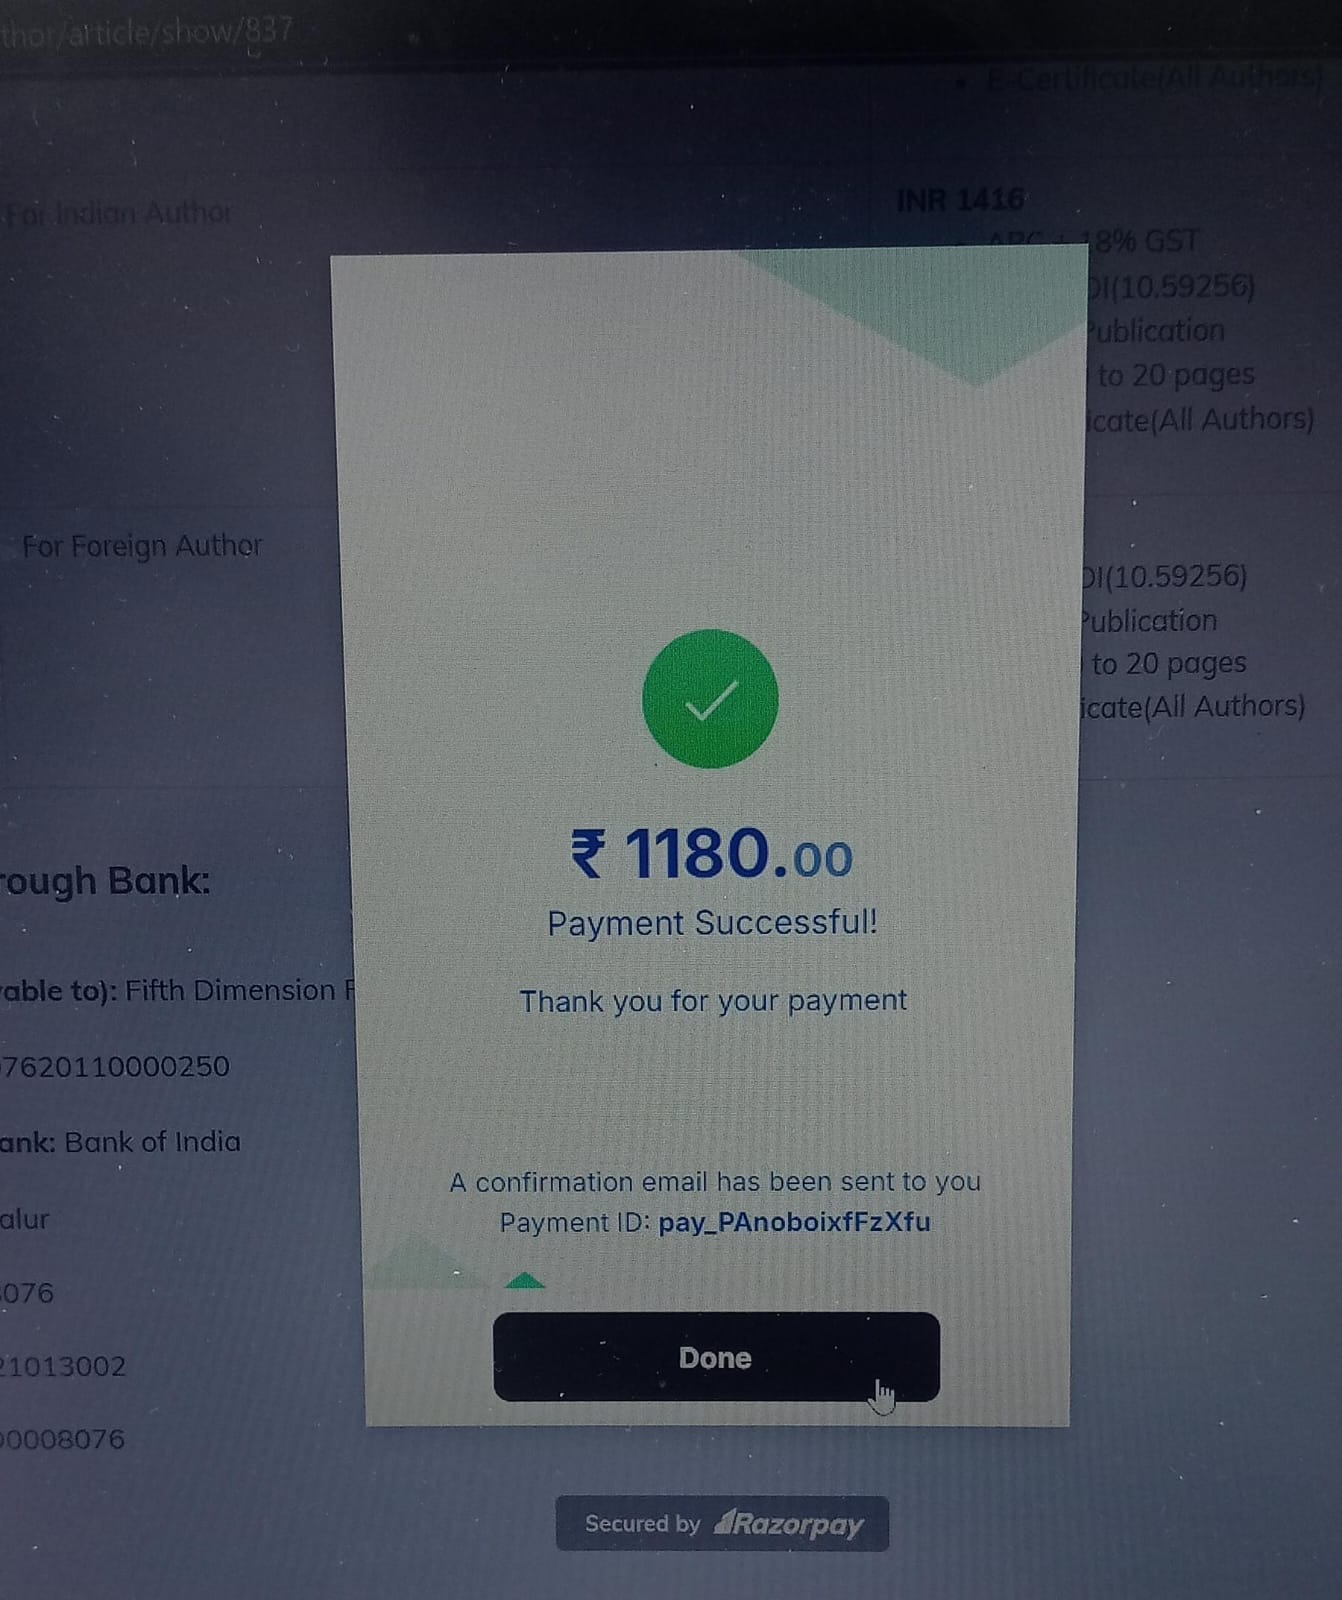 thor/article/show/837
E-Certificate(All Authors)
For Indian Author
INR 1416
APC + 18% GST
OI(10.59256)
Publication
to 20 pages
icate(All Authors)
For Foreign Author
OI(10.59256)
Publication
to 20 pages
icate(All Authors)
₹ 1180.00
Payment Successful!
Thank you for your payment
rough Bank:
able to): Fifth Dimension
7620110000250
ank: Bank of India
alur
076
21013002
00008076
A confirmation email has been sent to you
Payment ID: pay_PAnoboixfFzXfu
Done
Secured by Razorpay